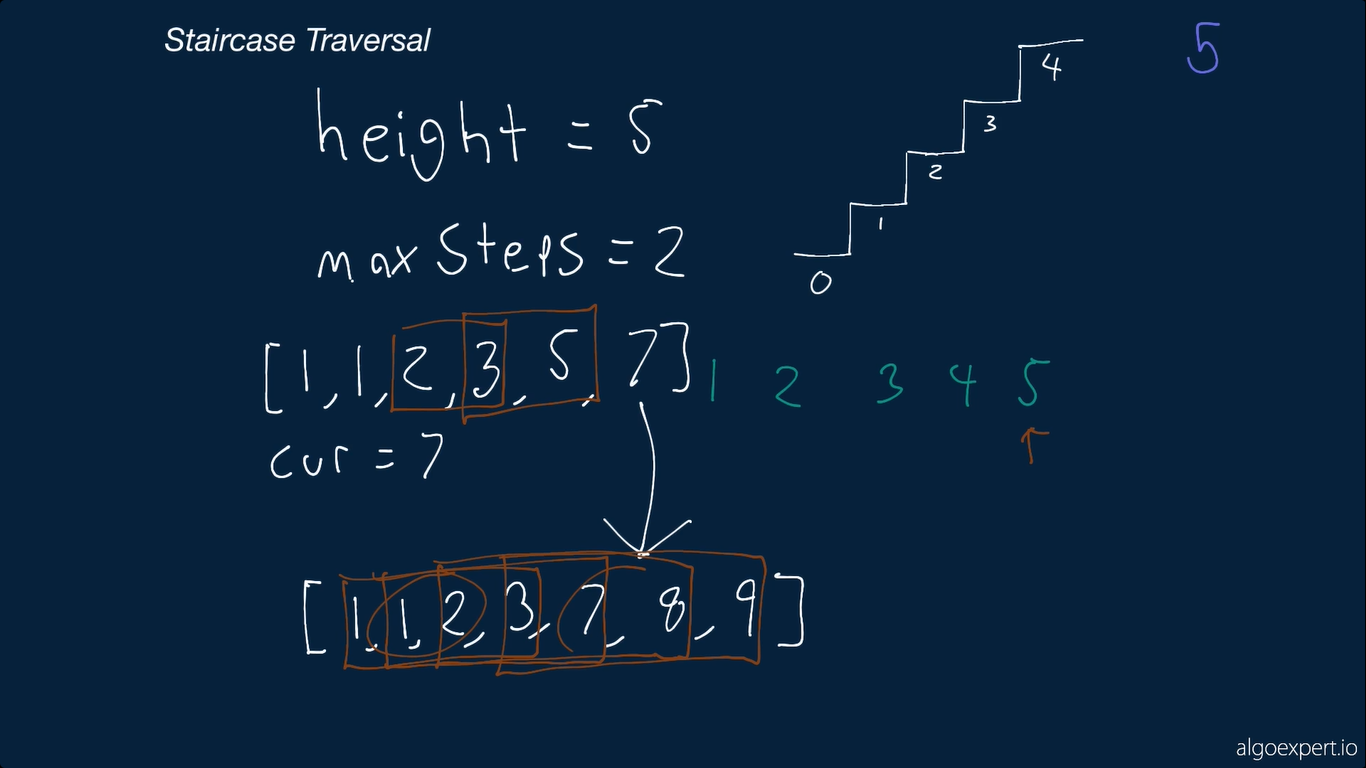 Staircase Traversal
5
height = 5
4
3
2
1
0
maxSteps = 2
[1,1,2,3,5,7]
1 2 3 4 5
cur = 7
[1,1,2,3,7,8,9]
algoexpert.io